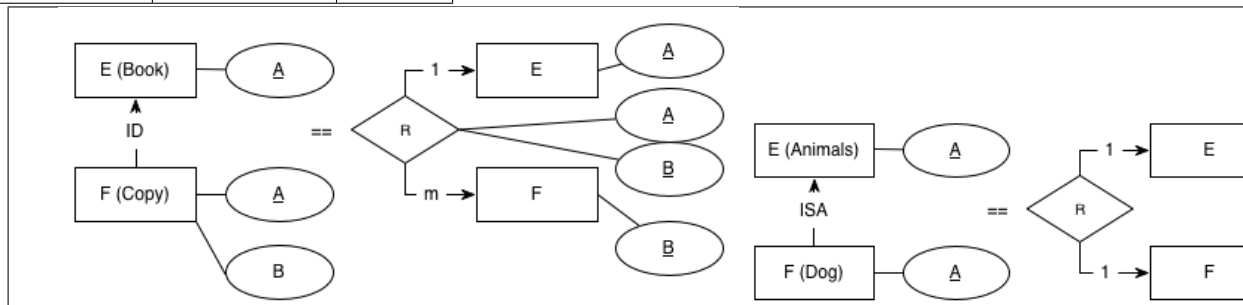 E (Book)
A
ID
F (Copy)
A
B
==
R
1
E
A
A
B
m
F
B
E (Animals)
A
ISA
F (Dog)
A
==
R
1
E
1
F